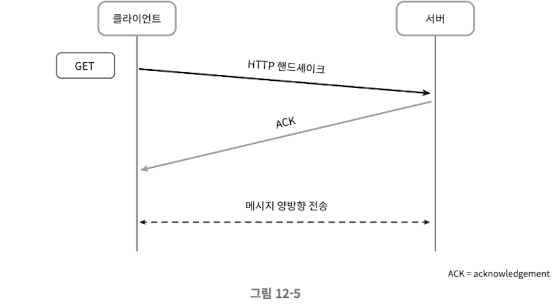 클라이언트
서버
GET
HTTP 핸드셰이크
ACK
메시지 양방향 전송
ACK = acknowledgement
그림 12-5